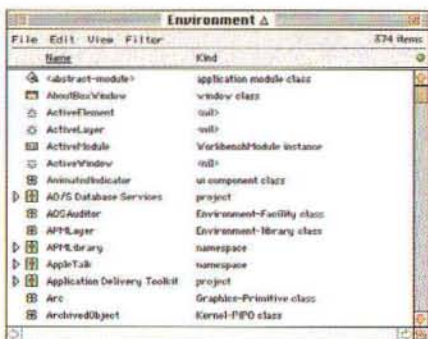 Environment
File Edit View Filter 874 items
Name Kind
<abstract-module> application module class
AboutBoxWindow window class
ActiveElement <nil>
ActiveLayer <nil>
ActiveModule WorkbenchModule instance
ActiveWindow <nil>
AnimatedIndicator ui component class
AO/S Database Services project
AOSAuditor Environment-Facility class
APMLayer Environment-library class
APMLibrary namespace
AppleTalk namespace
Application Delivery Toolkit project
Arc Graphics-Primitive class
ArchivedObject Kernel-PIPO class